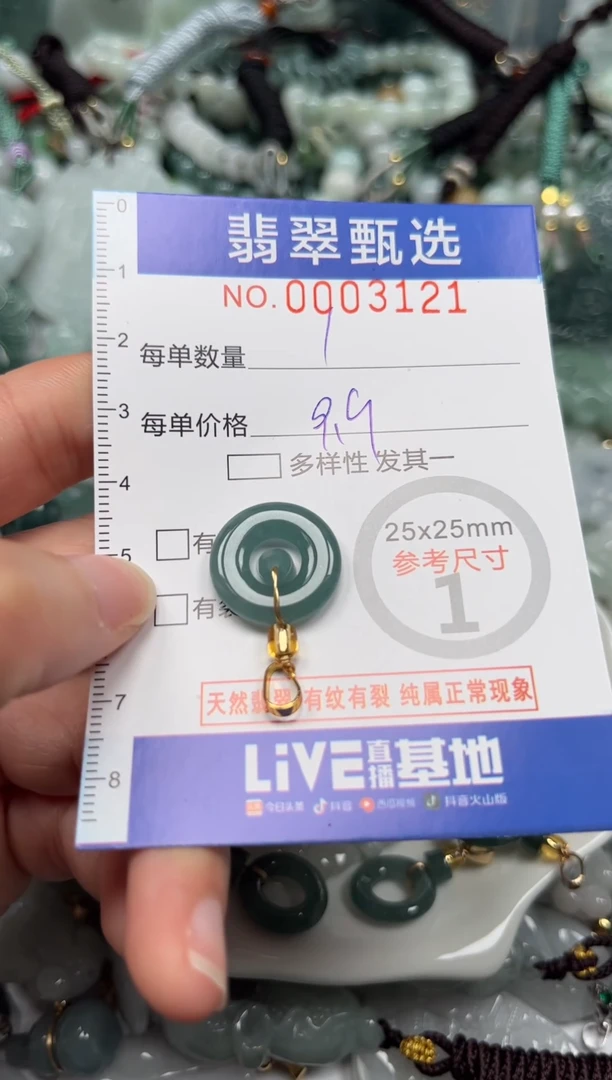 翡翠甄选
NO.0003121
0
1
2
3
4
5
7
8
每单数量 1
每单价格 9.9
多样性 发其一
有
有
25x25mm
参考尺寸
1
天然翡翠 有纹有裂 纯属正常现象
LiVE直播基地
今日头条 抖音 西瓜视频 抖音火山版